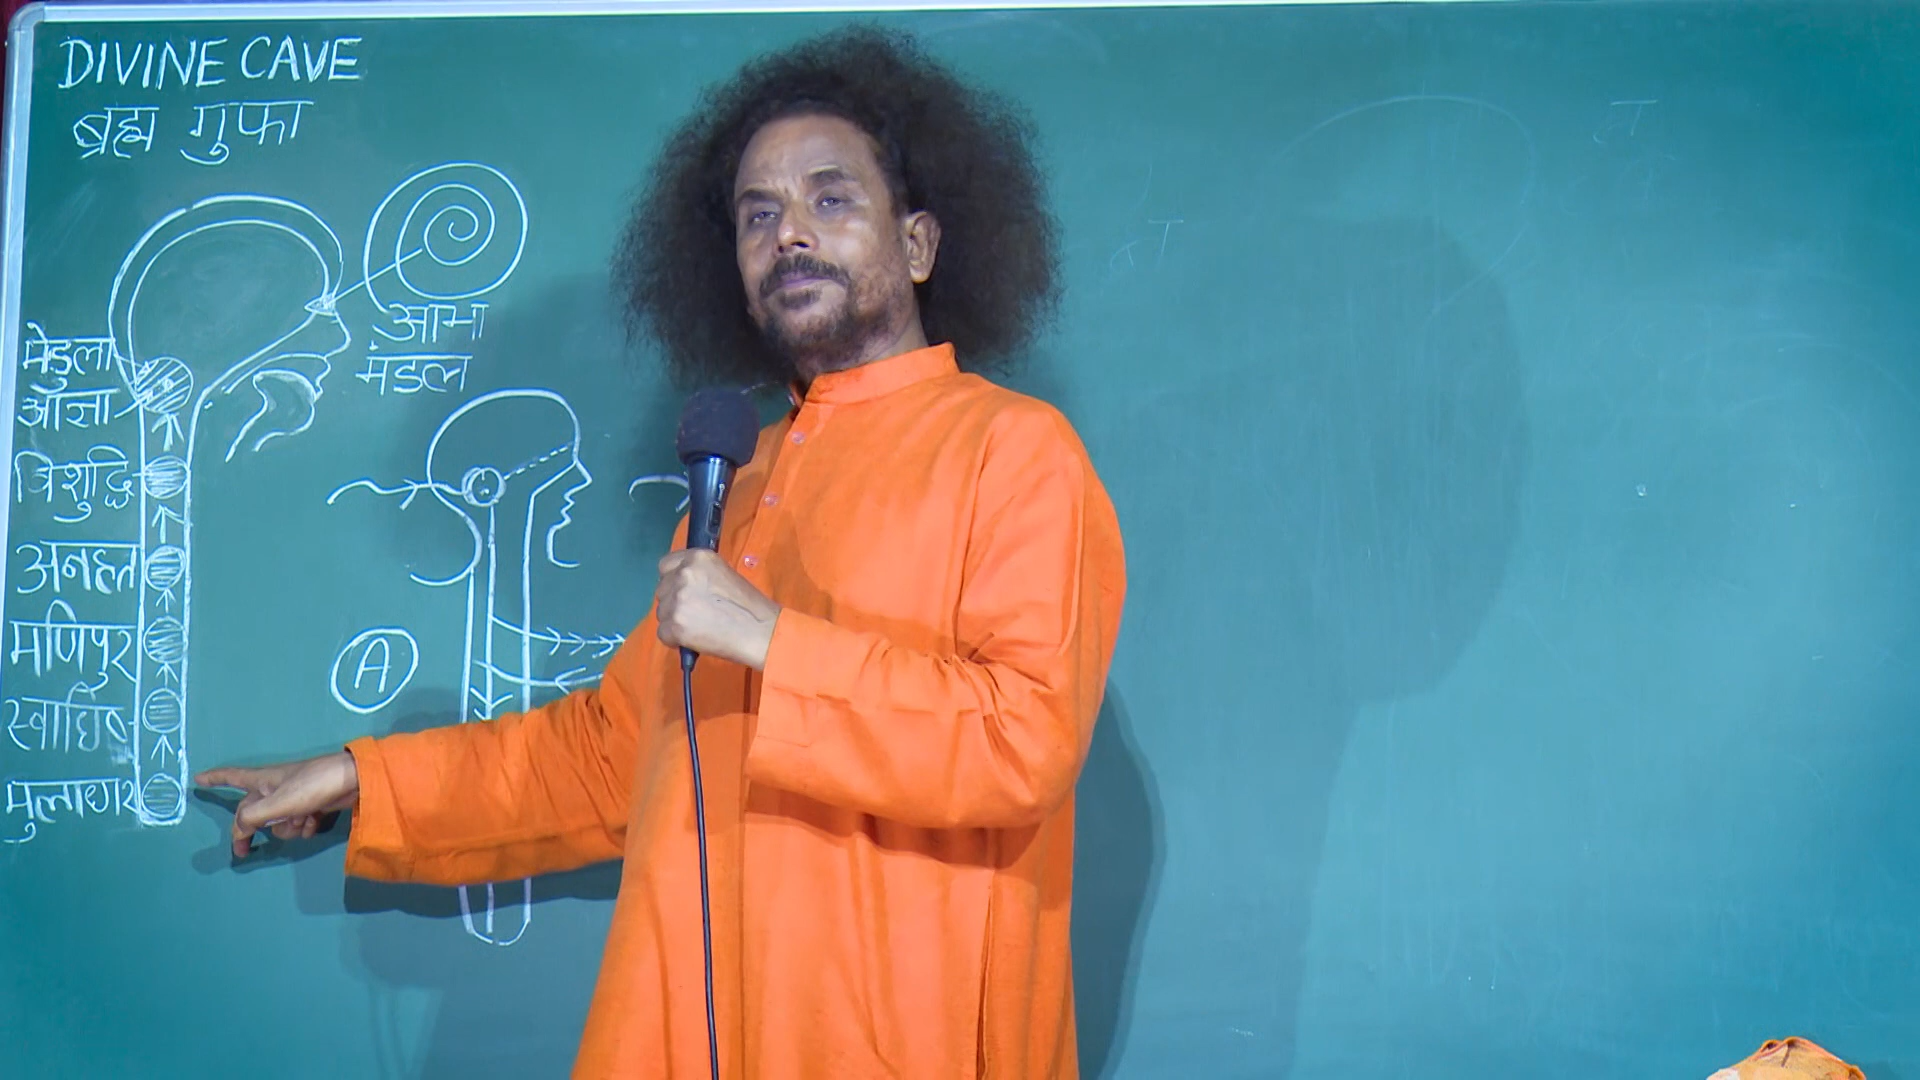 DIVINE CAVE
ब्रह्म गुफा
आभा
मंडल
मेडुला
आज्ञा
विशुद्धि
अनहत
मणिपुर
स्वाधिष
मुलाधार
A